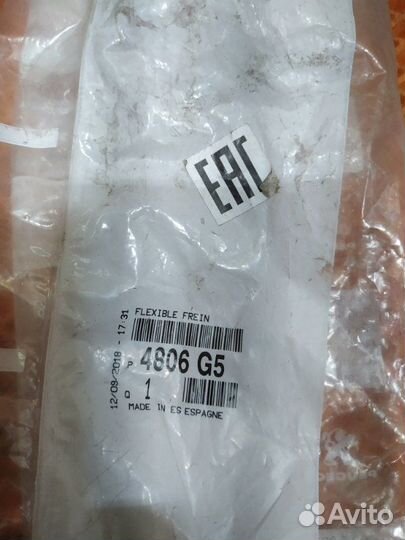 EAC
12/09/2018 - 17:31
FLEXIBLE FREIN
P 4806 G5
Q 1
MADE IN ES ESPAGNE
Avito